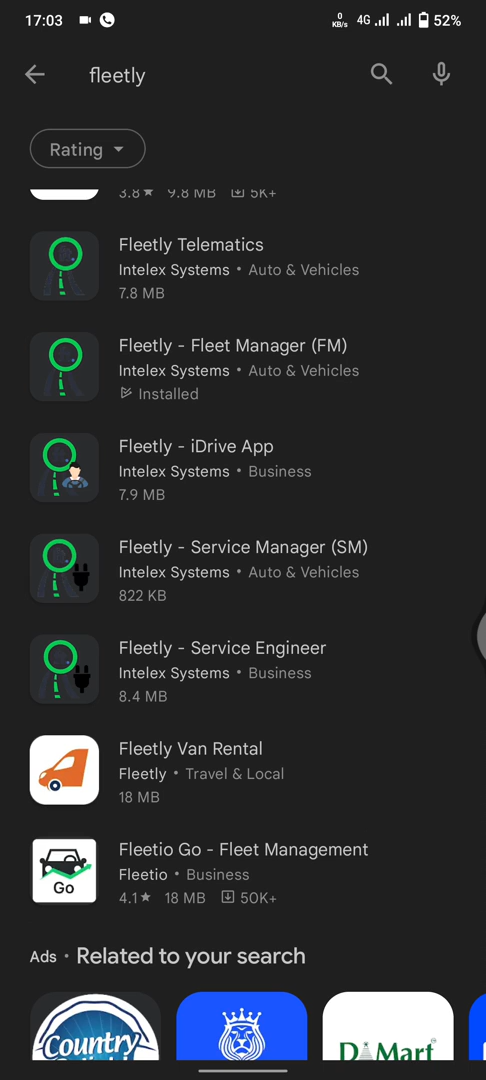 17:03
0 KB/s 4G 52%
fleetly
Rating
3.8★ 9.8 MB 5K+
Fleetly Telematics
Intelex Systems • Auto & Vehicles
7.8 MB
Fleetly - Fleet Manager (FM)
Intelex Systems • Auto & Vehicles
Installed
Fleetly - iDrive App
Intelex Systems • Business
7.9 MB
Fleetly - Service Manager (SM)
Intelex Systems • Auto & Vehicles
822 KB
Fleetly - Service Engineer
Intelex Systems • Business
8.4 MB
Fleetly Van Rental
Fleetly • Travel & Local
18 MB
Go
Fleetio Go - Fleet Management
Fleetio • Business
4.1★ 18 MB 50K+
Ads • Related to your search
Country
DMart